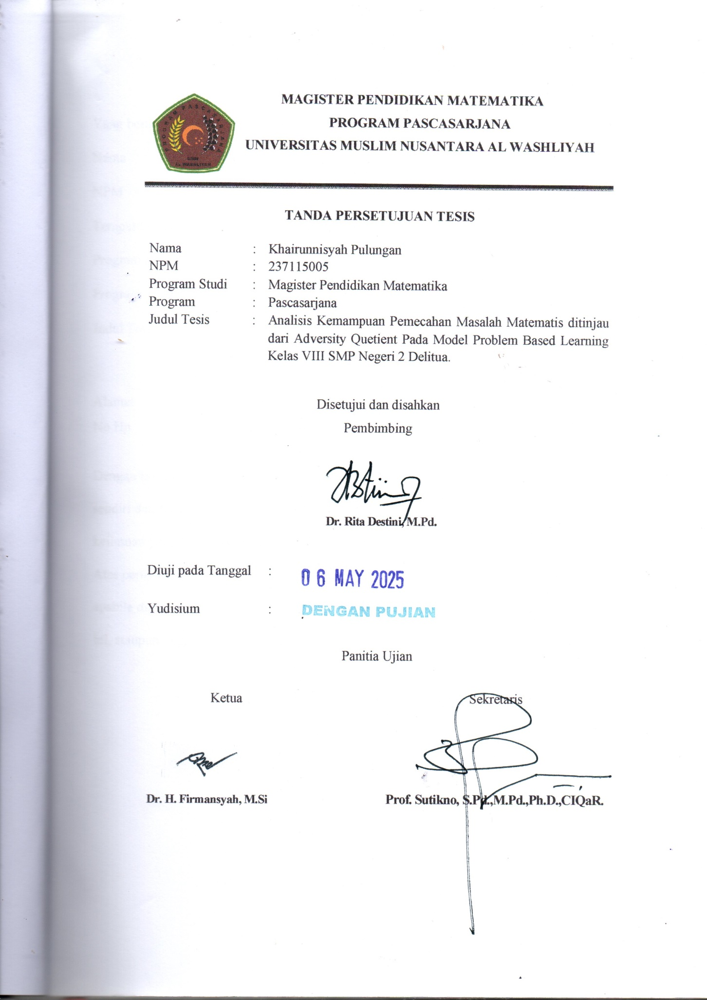 PROGRAM PASCASARJANA
UMN
AL WASHLIYAH
MAGISTER PENDIDIKAN MATEMATIKA
PROGRAM PASCASARJANA
UNIVERSITAS MUSLIM NUSANTARA AL WASHLIYAH
TANDA PERSETUJUAN TESIS
Nama : Khairunnisyah Pulungan
NPM : 237115005
Program Studi : Magister Pendidikan Matematika
Program : Pascasarjana
Judul Tesis : Analisis Kemampuan Pemecahan Masalah Matematis ditinjau
dari Adversity Quetient Pada Model Problem Based Learning
Kelas VIII SMP Negeri 2 Delitua.
Disetujui dan disahkan
Pembimbing
Dr. Rita Destini, M.Pd.
Diuji pada Tanggal : 06 MAY 2025
Yudisium : DENGAN PUJIAN
Panitia Ujian
Ketua Sekretaris
Dr. H. Firmansyah, M.Si Prof. Sutikno, S.Pd.,M.Pd.,Ph.D.,CIQaR.